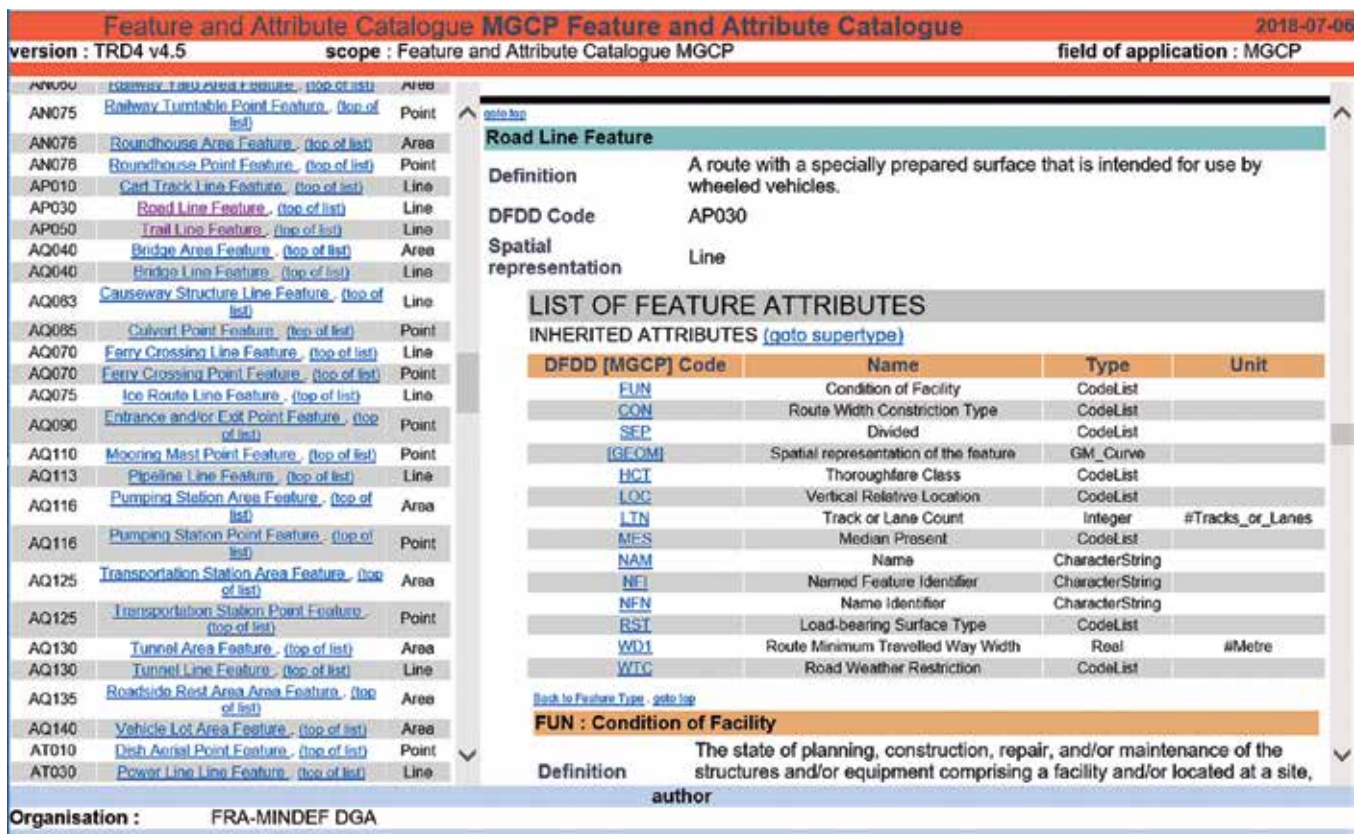 Feature and Attribute Catalogue MGCP Feature and Attribute Catalogue 2018-07-06
version : TRD4 v4.5 scope : Feature and Attribute Catalogue MGCP field of application : MGCP
Railway Yard Area Feature . (top of list) Area
AN075 Railway Turntable Point Feature . (top of Point
list)
AN076 Roundhouse Area Feature . (top of list) Area
AN076 Roundhouse Point Feature . (top of list) Point
AP010 Cart Track Line Feature . (top of list) Line
AP030 Road Line Feature . (top of list) Line
AP050 Trail Line Feature . (top of list) Line
AQ040 Bridge Area Feature . (top of list) Area
AQ040 Bridge Line Feature . (top of list) Line
AQ063 Causeway Structure Line Feature . (top of Line
list)
AQ065 Culvert Point Feature . (top of list) Point
AQ070 Ferry Crossing Line Feature . (top of list) Line
AQ070 Ferry Crossing Point Feature . (top of list) Point
AQ075 Ice Route Line Feature . (top of list) Line
AQ090 Entrance and/or Exit Point Feature . (top Point
of list)
AQ110 Mooring Mast Point Feature . (top of list) Point
AQ113 Pipeline Line Feature . (top of list) Line
AQ116 Pumping Station Area Feature . (top of Area
list)
AQ116 Pumping Station Point Feature . (top of Point
list)
AQ125 Transportation Station Area Feature . (top Area
of list)
AQ125 Transportation Station Point Feature . Point
(top of list)
AQ130 Tunnel Area Feature . (top of list) Area
AQ130 Tunnel Line Feature . (top of list) Line
AQ135 Roadside Rest Area Area Feature . (top Area
of list)
AQ140 Vehicle Lot Area Feature . (top of list) Area
AT010 Dish Aerial Point Feature . (top of list) Point
AT030 Power Line Line Feature . (top of list) Line
goto top
Road Line Feature
Definition A route with a specially prepared surface that is intended for use by
wheeled vehicles.
DFDD Code AP030
Spatial
representation Line
LIST OF FEATURE ATTRIBUTES
INHERITED ATTRIBUTES (goto supertype)
DFDD [MGCP] Code Name Type Unit
FUN Condition of Facility CodeList
CON Route Width Constriction Type CodeList
SEP Divided CodeList
[GEOM] Spatial representation of the feature GM_Curve
HCT Thoroughfare Class CodeList
LOC Vertical Relative Location CodeList
LTN Track or Lane Count Integer #Tracks_or_Lanes
MES Median Present CodeList
NAM Name CharacterString
NFI Named Feature Identifier CharacterString
NFN Name Identifier CharacterString
RST Load-bearing Surface Type CodeList
WD1 Route Minimum Travelled Way Width Real #Metre
WTC Road Weather Restriction CodeList
Back to Feature Type . goto top
FUN : Condition of Facility
The state of planning, construction, repair, and/or maintenance of the
Definition structures and/or equipment comprising a facility and/or located at a site,
author
Organisation : FRA-MINDEF DGA